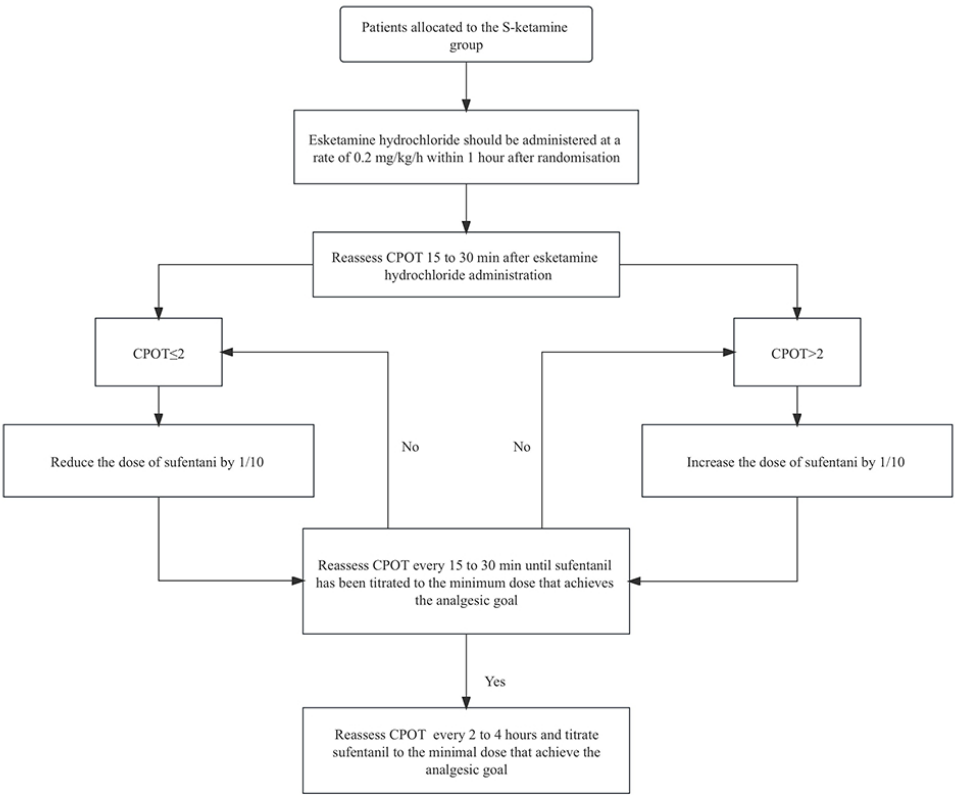 Patients allocated to the S-ketamine
group
Esketamine hydrochloride should be administered at a
rate of 0.2 mg/kg/h within 1 hour after randomisation
Reassess CPOT 15 to 30 min after esketamine
hydrochloride administration
CPOT≤2
CPOT>2
Reduce the dose of sufentani by 1/10
No
No
Increase the dose of sufentani by 1/10
Reassess CPOT every 15 to 30 min until sufentanil
has been titrated to the minimum dose that achieves
the analgesic goal
Yes
Reassess CPOT every 2 to 4 hours and titrate
sufentanil to the minimal dose that achieve the
analgesic goal